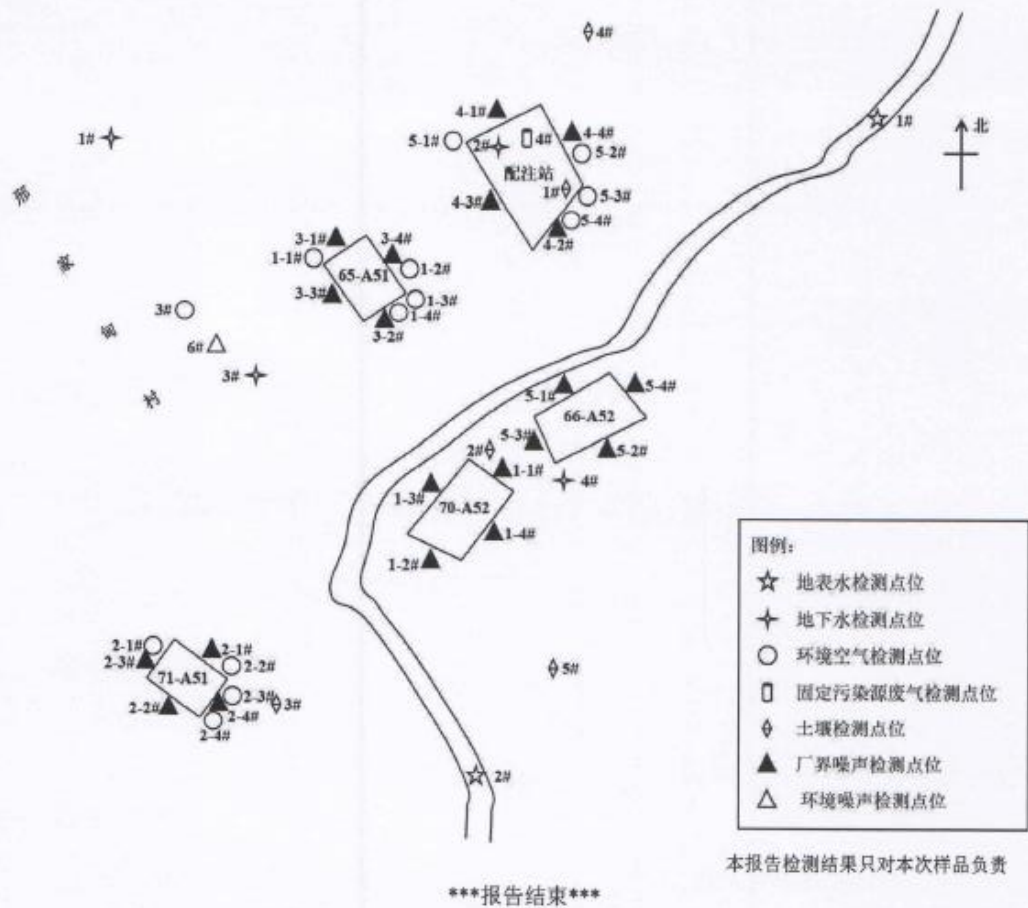 4#
1#
北
4-1#
4-4#
5-1#
2#
4#
5-2#
1#
配注站
1#
5-3#
4-3#
5-4#
4-2#
3-1#
3-4#
1-1#
65-A51
1-2#
3-3#
1-3#
1-4#
3-2#
3#
6#
3#
家
甸
村
5-1#
5-4#
66-A52
5-3#
5-2#
2#
1-1#
4#
1-3#
70-A52
1-4#
1-2#
图例：
地表水检测点位
地下水检测点位
环境空气检测点位
固定污染源废气检测点位
土壤检测点位
厂界噪声检测点位
环境噪声检测点位
2-1#
2-1#
2-3#
2-2#
71-A51
2-3#
3#
2-2#
2-4#
2-4#
5#
2#
本报告检测结果只对本次样品负责
***报告结束***